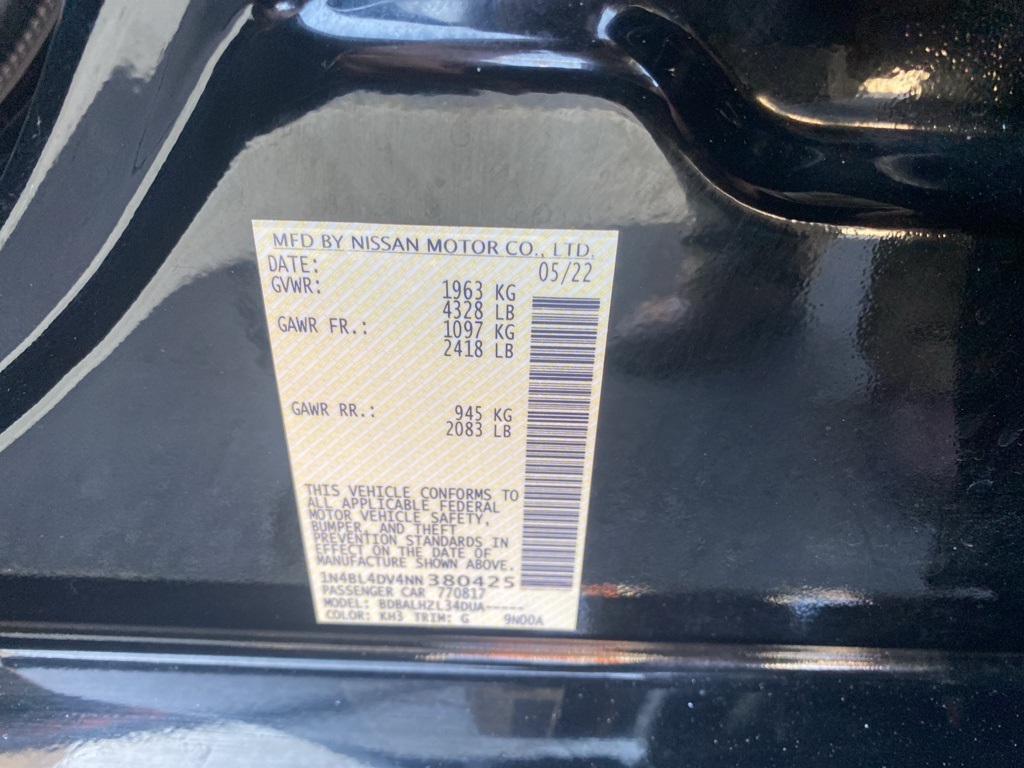 MFD BY NISSAN MOTOR CO., LTD.
DATE: 05/22
GVWR: 1963 KG
4328 LB
GAWR FR.: 1097 KG
2418 LB
GAWR RR.: 945 KG
2083 LB
THIS VEHICLE CONFORMS TO
ALL APPLICABLE FEDERAL
MOTOR VEHICLE SAFETY,
BUMPER, AND THEFT
PREVENTION STANDARDS IN
EFFECT ON THE DATE OF
MANUFACTURE SHOWN ABOVE.
1N4BL4DV4NN380425
PASSENGER CAR 770817
MODEL: BDBALHZL34DUA-----
COLOR: KH3 TRIM: G 9N00A